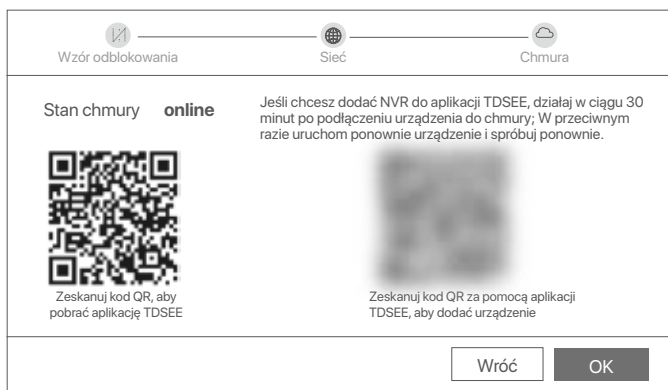 Wzór odblokowania
Sieć
Chmura
Stan chmury online
Jeśli chcesz dodać NVR do aplikacji TDSEE, działaj w ciągu 30
minut po podłączeniu urządzenia do chmury; W przeciwnym
razie uruchom ponownie urządzenie i spróbuj ponownie.
Zeskanuj kod QR, aby
pobrać aplikację TDSEE
Zeskanuj kod QR za pomocą aplikacji
TDSEE, aby dodać urządzenie
Wróć
OK